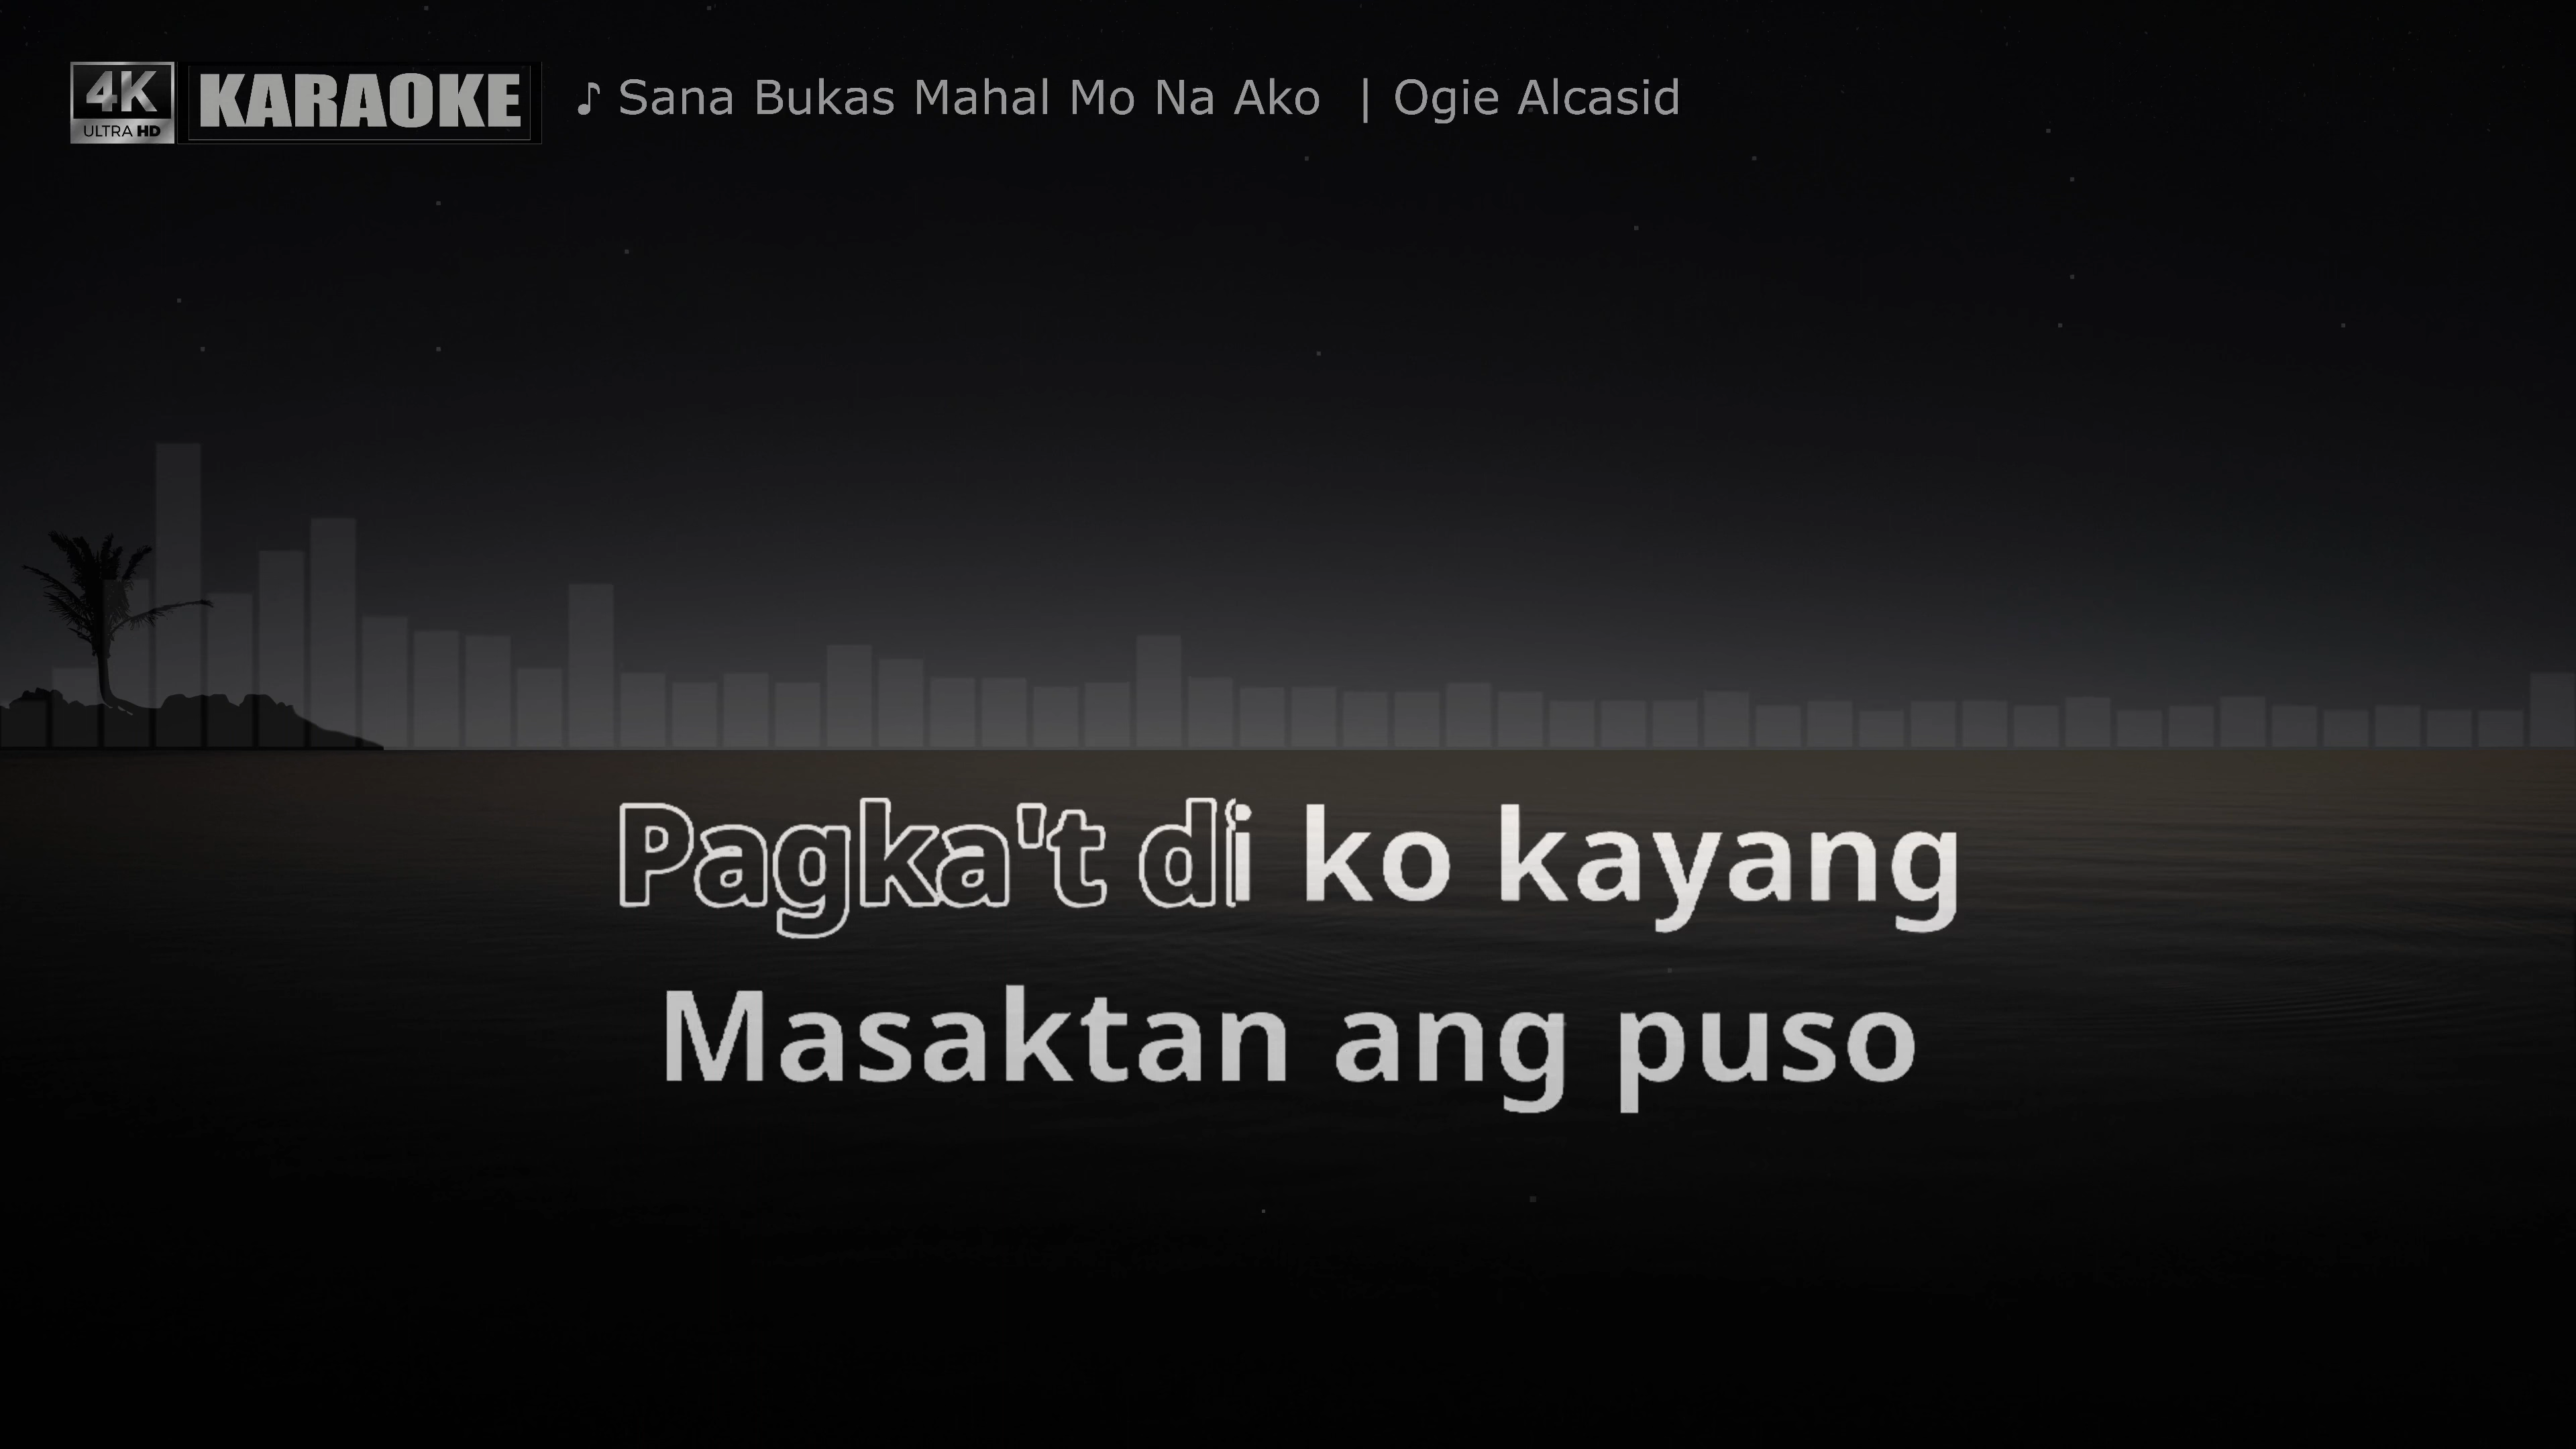 4K
ULTRA HD
KARAOKE
♪ Sana Bukas Mahal Mo Na Ako | Ogie Alcasid
Pagka't di ko kayang
Masaktan ang puso